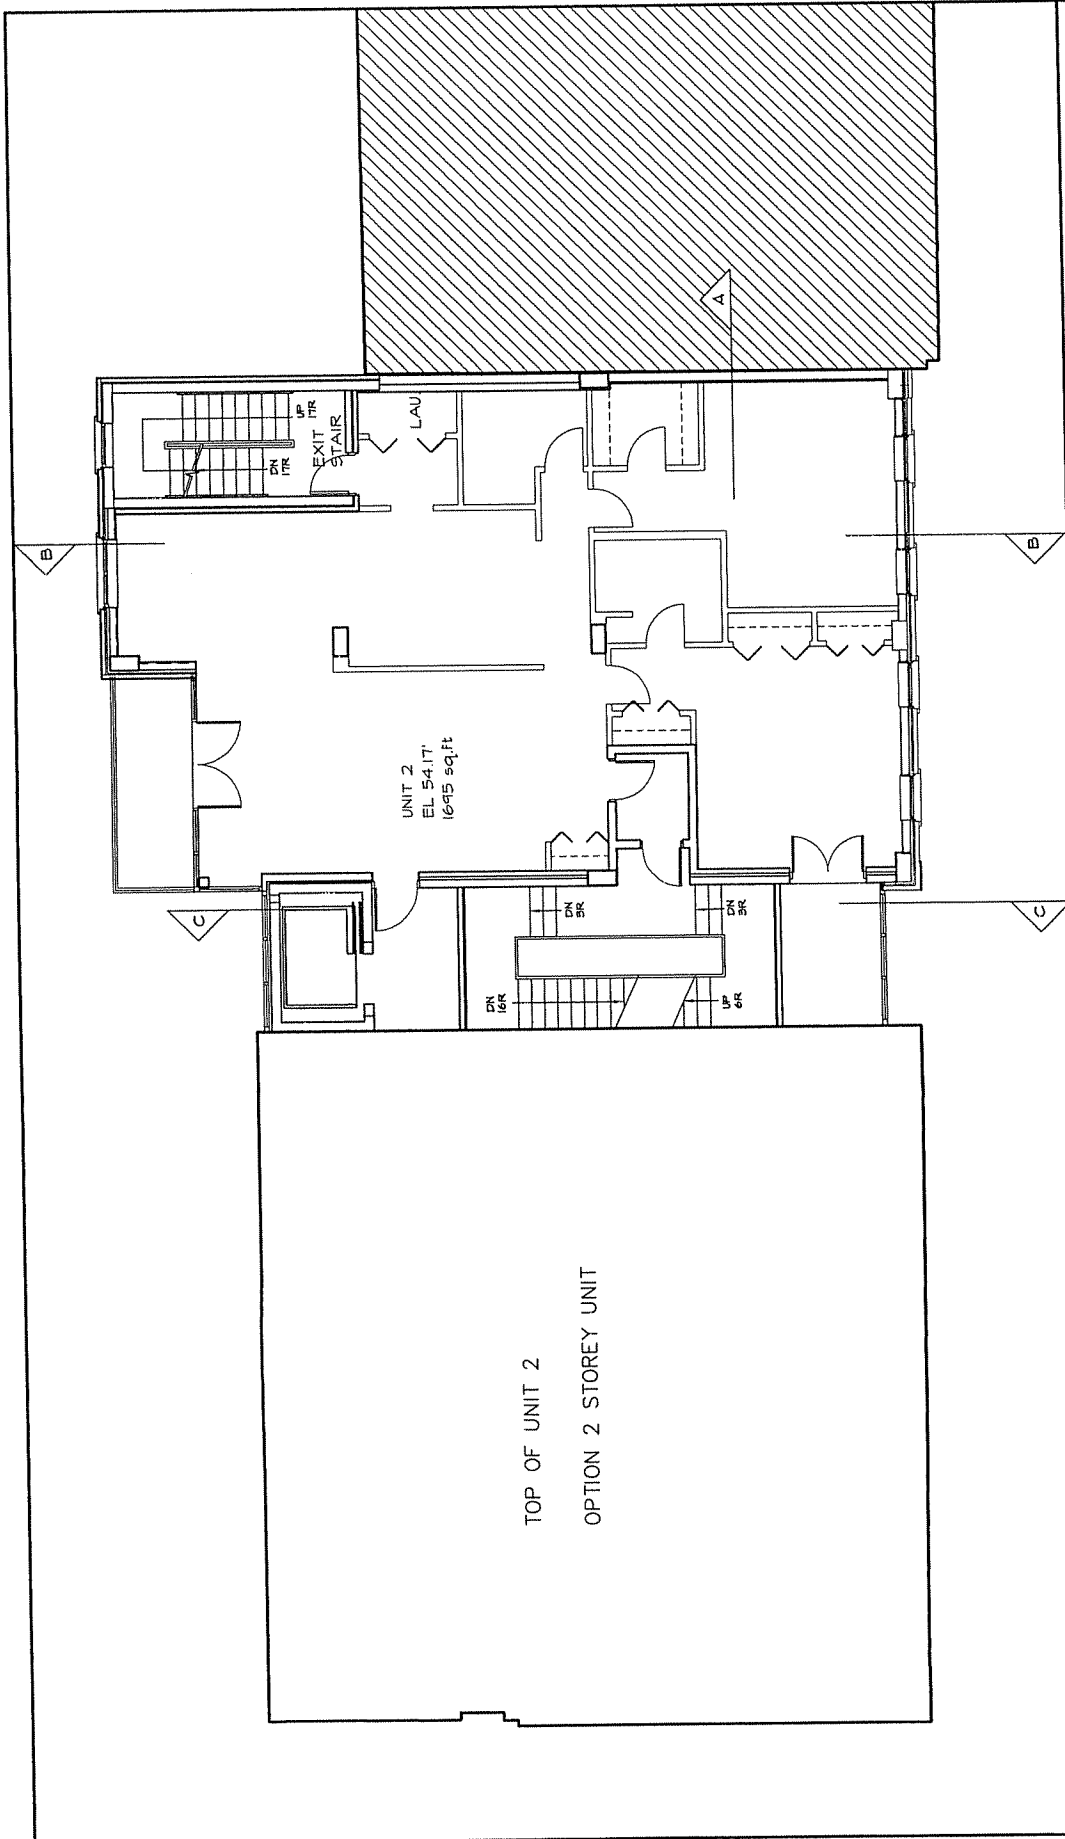 A
UP
17R
DN
17R
EXIT
STAIR
LAU
B
B
UNIT 2
EL 54.17'
1695 sq.ft
C
C
DN
3R
DN
3R
DN
16R
UP
6R
TOP OF UNIT 2
OPTION 2 STOREY UNIT